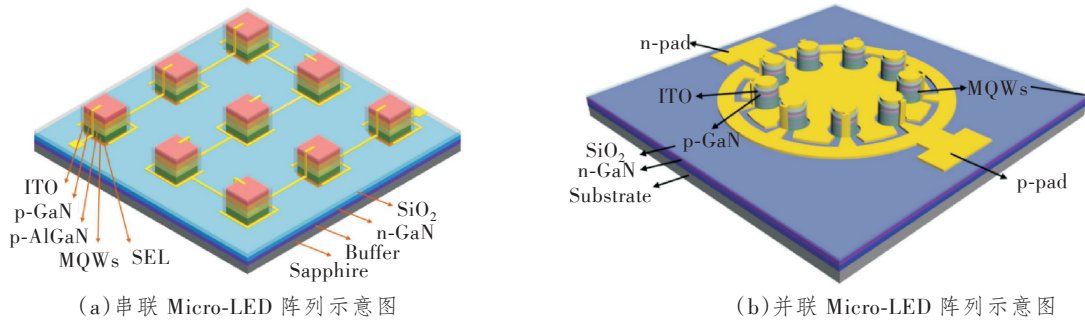 ITO
p-GaN
p-AlGaN
MQWs
SEL
SiO₂
n-GaN
Buffer
Sapphire
(a)串联 Micro-LED 阵列示意图
n-pad
ITO
MQWs
p-GaN
SiO₂
n-GaN
Substrate
p-pad
(b)并联 Micro-LED 阵列示意图